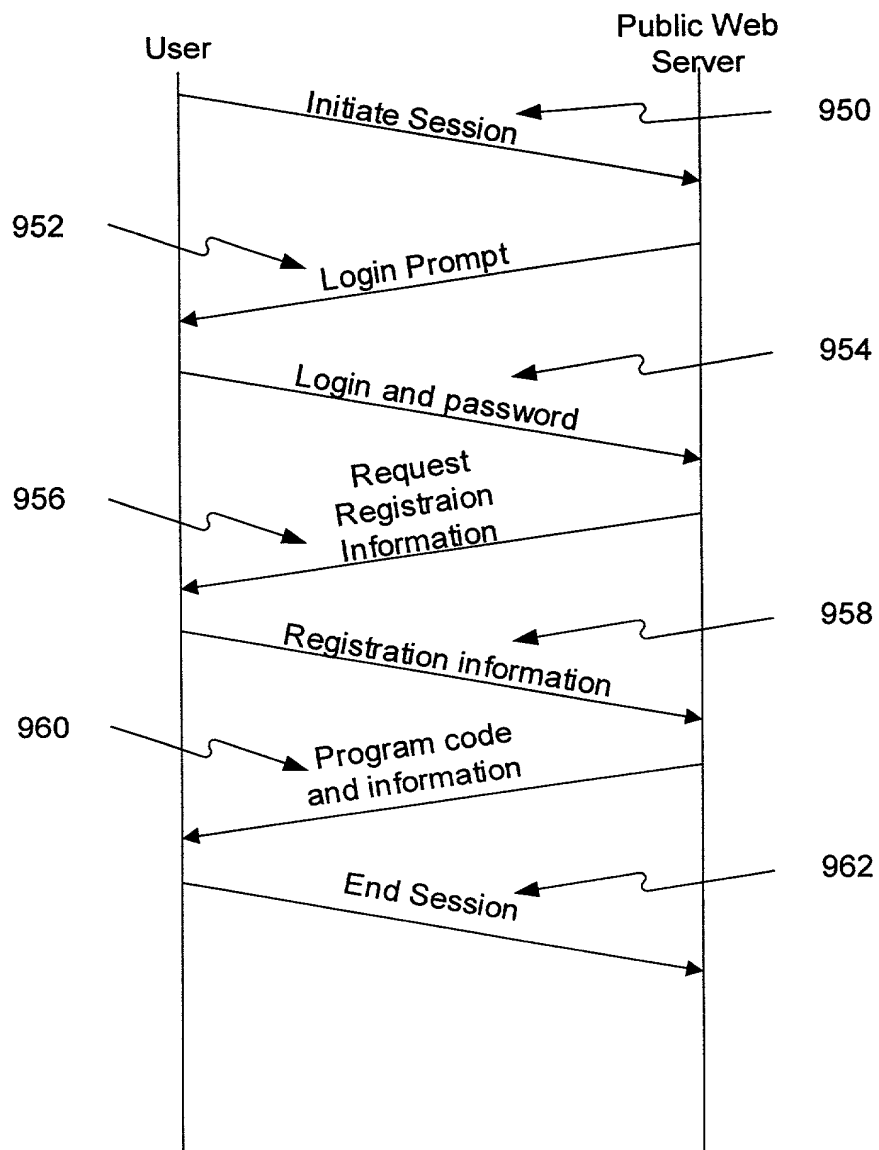 User
Public Web
Server
Initiate Session
950
952
Login Prompt
954
Login and password
956
Request
Registraion
Information
958
Registration information
960
Program code
and information
962
End Session